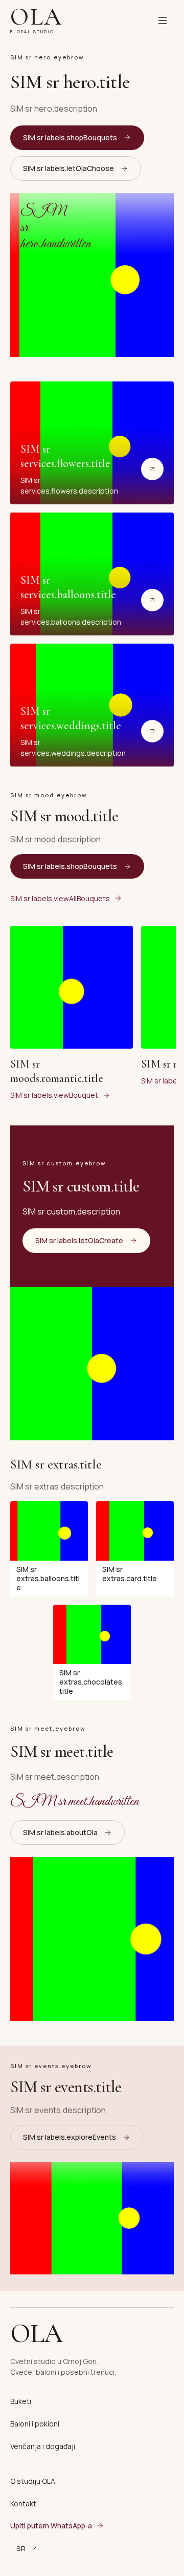 OLA
FLORAL STUDIO
SIM sr hero.eyebrow
SIM sr hero.title
SIM sr hero.description
SIM sr labels.shopBouquets
SIM sr labels.letOlaChoose
SIM
sr
hero.handwritten
SIM sr
services.flowers.title
SIM sr
services.flowers.description
SIM sr
services.balloons.title
SIM sr
services.balloons.description
SIM sr
services.weddings.title
SIM sr
services.weddings.description
SIM sr mood.eyebrow
SIM sr mood.title
SIM sr mood.description
SIM sr labels.shopBouquets
SIM sr labels.viewAllBouquets
SIM sr
moods.romantic.title
SIM sr labels.viewBouquet
SIM sr
SIM sr
SIM sr custom.eyebrow
SIM sr custom.title
SIM sr custom.description
SIM sr labels.letOlaCreate
SIM sr extras.title
SIM sr extras.description
SIM sr
extras.balloons.titl
e
SIM sr
extras.card.title
SIM sr
extras.chocolates.
title
SIM sr meet.eyebrow
SIM sr meet.title
SIM sr meet.description
SIM sr meet.handwritten
SIM sr labels.aboutOla
SIM sr events.eyebrow
SIM sr events.title
SIM sr events.description
SIM sr labels.exploreEvents
OLA
Cvetni studio u Crnoj Gori.
Cveće, baloni i posebni trenuci.
Buketi
Baloni i pokloni
Venčanja i događaji
O studiju OLA
Kontakt
Upiti putem WhatsApp-a
SR